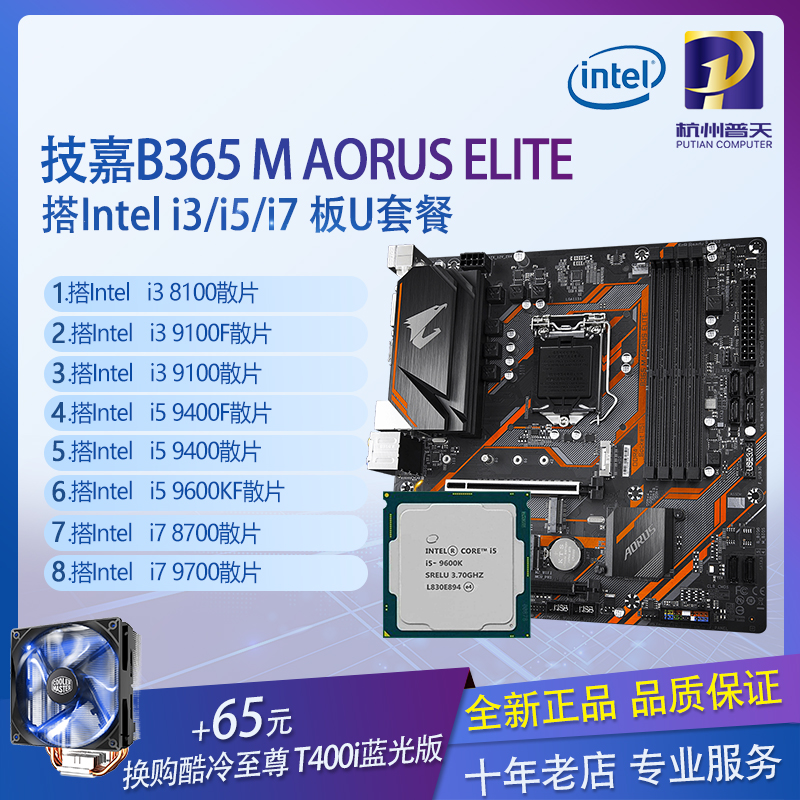 intel
杭州普天
PUTIAN COMPUTER
技嘉B365 M AORUS ELITE
搭Intel i3/i5/i7 板U套餐
1.搭Intel i3 8100散片
2.搭Intel i3 9100F散片
3.搭Intel i3 9100散片
4.搭Intel i5 9400F散片
5.搭Intel i5 9400散片
6.搭Intel i5 9600KF散片
7.搭Intel i7 8700散片
8.搭Intel i7 9700散片
AORUS
INTEL® CORE™ i5
i5- 9600K
SRELU 3.70GHZ
L830E894 e4
COOLER
MASTER
+65元
换购酷冷至尊 T400i蓝光版
全新正品 品质保证
十年老店 专业服务